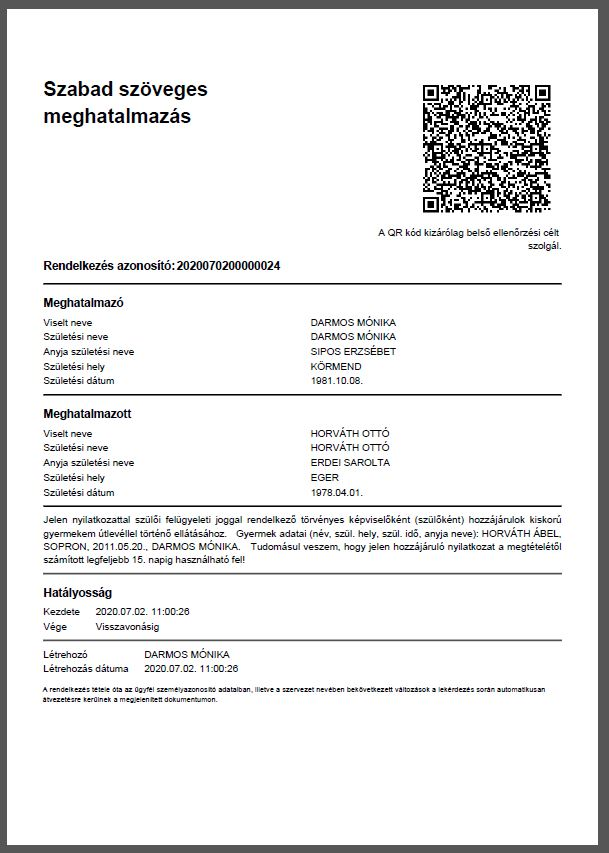 Szabad szöveges
meghatalmazás
A QR kód kizárólag belső ellenőrzési célt
szolgál.
Rendelkezés azonosító: 2020070200000024
Meghatalmazó
Viselt neve DARMOS MÓNIKA
Születési neve DARMOS MÓNIKA
Anyja születési neve SIPOS ERZSÉBET
Születési hely KÖRMEND
Születési dátum 1981.10.08.
Meghatalmazott
Viselt neve HORVÁTH OTTÓ
Születési neve HORVÁTH OTTÓ
Anyja születési neve ERDEI SAROLTA
Születési hely EGER
Születési dátum 1978.04.01.
Jelen nyilatkozattal szülői felügyeleti joggal rendelkező törvényes képviselőként (szülőként) hozzájárulok kiskorú
gyermekem útlevéllel történő ellátásához. Gyermek adatai (név, szül. hely, szül. idő, anyja neve): HORVÁTH ÁBEL,
SOPRON, 2011.05.20., DARMOS MÓNIKA. Tudomásul veszem, hogy jelen hozzájáruló nyilatkozat a megtételétől
számított legfeljebb 15. napig használható fel!
Hatályosság
Kezdete 2020.07.02. 11:00:26
Vége Visszavonásig
Létrehozó DARMOS MÓNIKA
Létrehozás dátuma 2020.07.02. 11:00:26
A rendelkezés tétele óta az ügyfél személyazonosító adataiban, illetve a szervezet nevében bekövetkezett változások a lekérdezés során automatikusan
átvezetésre kerülnek a megjelenített dokumentumon.